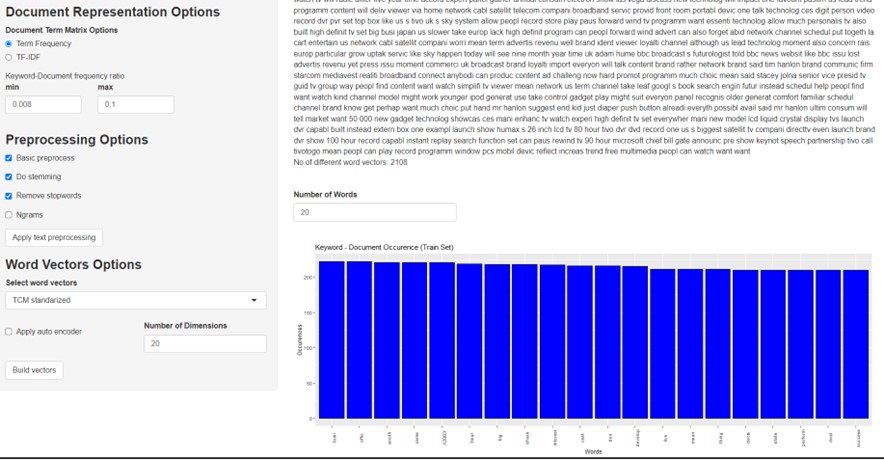 Document Representation Options
Document Term Matrix Options
Term Frequency
TF-IDF
Keyword-Document frequency ratio
min max
0,008 0,1
Preprocessing Options
Basic preprocess
Do stemming
Remove stopwords
Ngrams
Apply text preprocessing
Word Vectors Options
Select word vectors
TCM standarized
Apply auto encoder
Number of Dimensions
20
Build vectors
programm content will deliv viewer via home network cabl satellit telecom compani broadband servic provid front room portabl devic one talk technolog ces digit person video
record dvr pvr set top box like us s tivo uk s sky system allow peopl record store play paus forward wind tv programm want essenti technolog allow much personalis tv also
built high definit tv set big busi japan us slower take europ lack high definit program can peopl forward wind advert can also forget abid network channel schedul put togeth la
cart entertain us network cabl satellit compani worri mean term advertis revenu well brand ident viewer loyalti channel although us lead technolog moment also concern rais
europ particular grow uptak servic like sky happen today will see nine month year time uk adam hume bbc broadcast s futurologist told bbc news websit like bbc issu lost
advertis revenu yet press issu moment commerci uk broadcast brand loyalti import everyon will talk content brand rather network brand said tim hanlon brand communic firm
starcom mediavest realiti broadband connect anybodi can produc content ad challeng now hard promot programm much choic mean said stacey jolna senior vice presid tv
guid tv group way peopl find content want watch simplifi tv viewer mean network us term channel take leaf googl s book search engin futur instead schedul help peopl find
want watch kind channel model might work younger ipod generat use take control gadget play might suit everyon panel recognis older generat comfort familiar schedul
channel brand know get perhap want much choic put hand mr hanlon suggest end kid just diaper push button alreadi everyth possibl avail said mr hanlon ultim consum will
tell market want 50 000 new gadget technolog showcas ces mani enhanc tv watch experi high definit tv set everywher mani new model lcd liquid crystal display tvs launch
dvr capabl built instead extern box one exampl launch show humax s 26 inch lcd tv 80 hour tivo dvr dvd record one us s biggest satellit tv compani directtv even launch brand
dvr show 100 hour record capabl instant replay search function set can paus rewind tv 90 hour microsoft chief bill gate announc pre show keynot speech partnership tivo call
tivotogo mean peopl can play record programm window pcs mobil devic reflect increas trend free multimedia peopl can watch want want
No of different word vectors: 2108
Number of Words
20
Keyword - Document Occurence (Train Set)
Occurences
200
150
100
50
0
Words